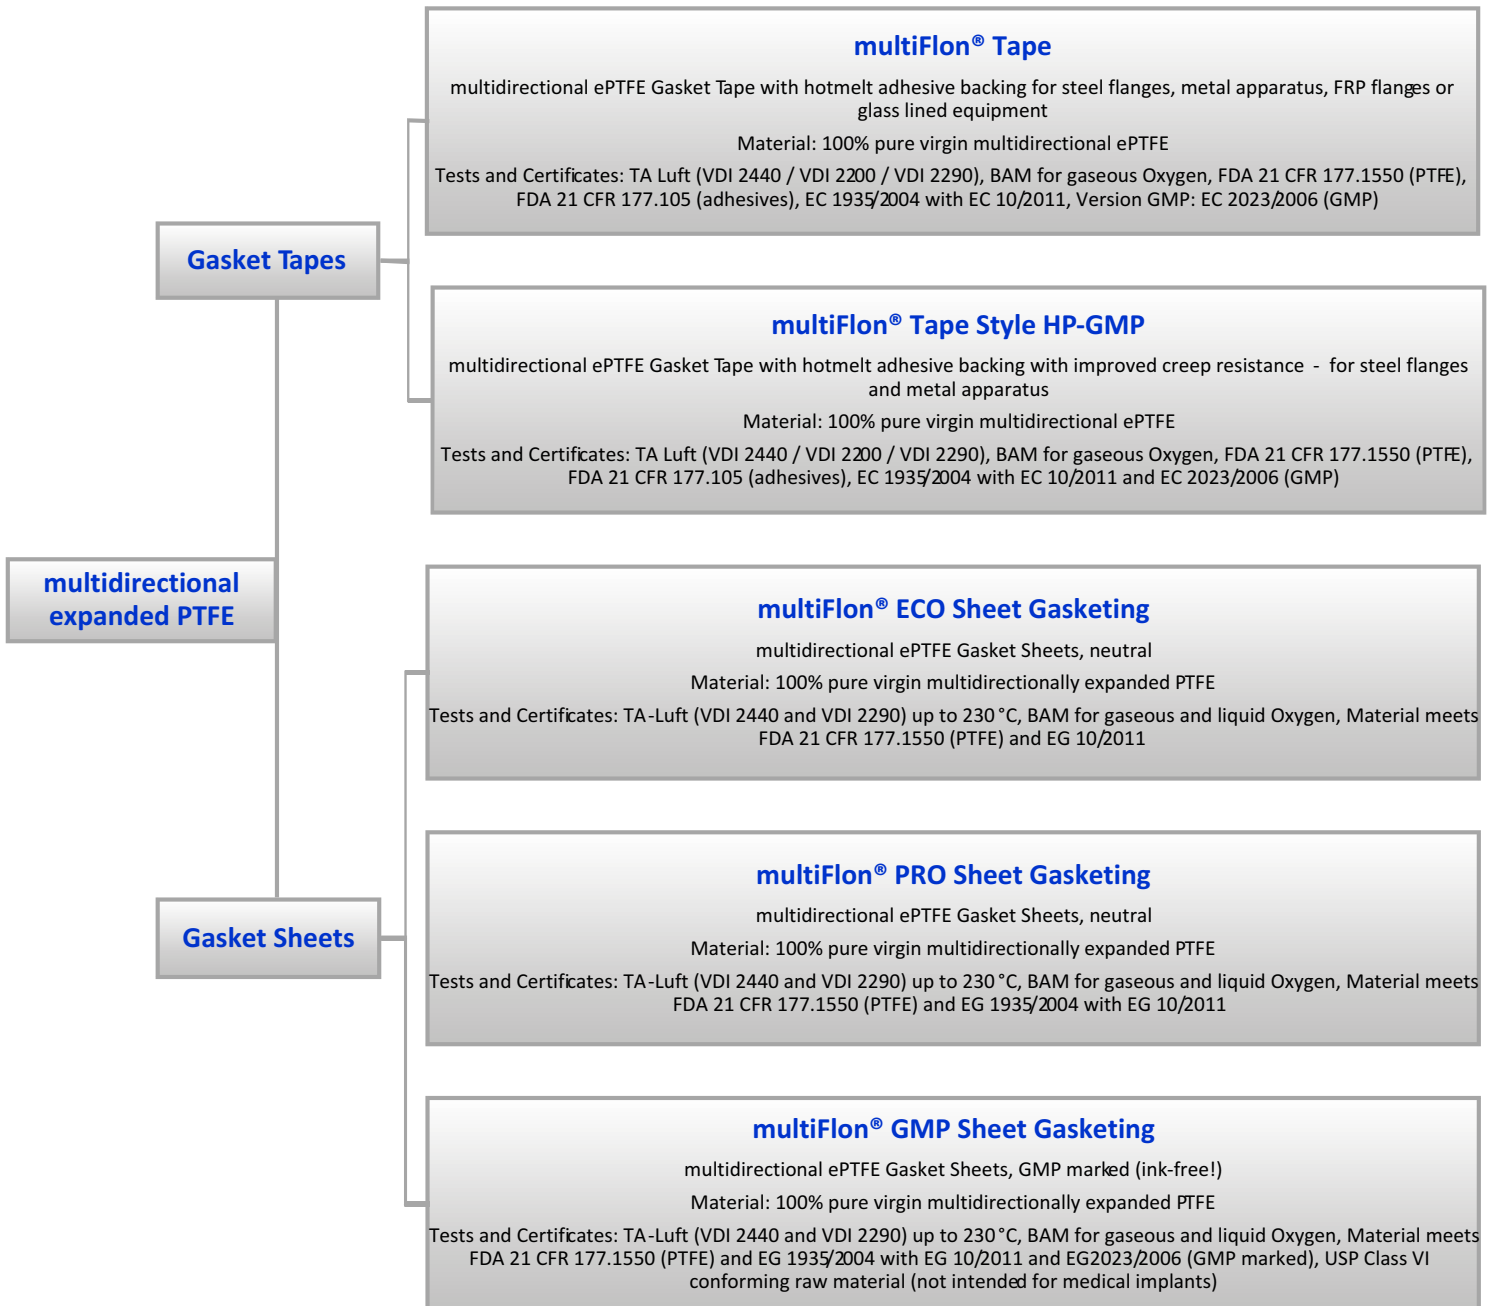 multiFlon® Tape
multidirectional ePTFE Gasket Tape with hotmelt adhesive backing for steel flanges, metal apparatus, FRP flanges or
glass lined equipment
Material: 100% pure virgin multidirectional ePTFE
Tests and Certificates: TA Luft (VDI 2440 / VDI 2200 / VDI 2290), BAM for gaseous Oxygen, FDA 21 CFR 177.1550 (PTFE),
FDA 21 CFR 177.105 (adhesives), EC 1935/2004 with EC 10/2011, Version GMP: EC 2023/2006 (GMP)
Gasket Tapes
multiFlon® Tape Style HP-GMP
multidirectional ePTFE Gasket Tape with hotmelt adhesive backing with improved creep resistance - for steel flanges
and metal apparatus
Material: 100% pure virgin multidirectional ePTFE
Tests and Certificates: TA Luft (VDI 2440 / VDI 2200 / VDI 2290), BAM for gaseous Oxygen, FDA 21 CFR 177.1550 (PTFE),
FDA 21 CFR 177.105 (adhesives), EC 1935/2004 with EC 10/2011 and EC 2023/2006 (GMP)
multidirectional
expanded PTFE
multiFlon® ECO Sheet Gasketing
multidirectional ePTFE Gasket Sheets, neutral
Material: 100% pure virgin multidirectionally expanded PTFE
Tests and Certificates: TA-Luft (VDI 2440 and VDI 2290) up to 230°C, BAM for gaseous and liquid Oxygen, Material meets
FDA 21 CFR 177.1550 (PTFE) and EG 10/2011
multiFlon® PRO Sheet Gasketing
multidirectional ePTFE Gasket Sheets, neutral
Material: 100% pure virgin multidirectionally expanded PTFE
Tests and Certificates: TA-Luft (VDI 2440 and VDI 2290) up to 230°C, BAM for gaseous and liquid Oxygen, Material meets
FDA 21 CFR 177.1550 (PTFE) and EG 1935/2004 with EG 10/2011
Gasket Sheets
multiFlon® GMP Sheet Gasketing
multidirectional ePTFE Gasket Sheets, GMP marked (ink-free!)
Material: 100% pure virgin multidirectionally expanded PTFE
Tests and Certificates: TA-Luft (VDI 2440 and VDI 2290) up to 230°C, BAM for gaseous and liquid Oxygen, Material meets
FDA 21 CFR 177.1550 (PTFE) and EG 1935/2004 with EG 10/2011 and EG2023/2006 (GMP marked), USP Class VI
conforming raw material (not intended for medical implants)